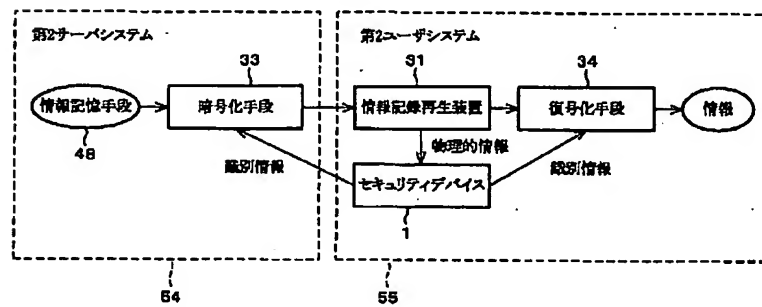 第2サーバシステム
第2ユーザシステム
33
31
34
情報記憶手段
暗号化手段
情報記録再生装置
復号化手段
情報
48
物理的情報
識別情報
セキュリティデバイス
識別情報
1
54
55